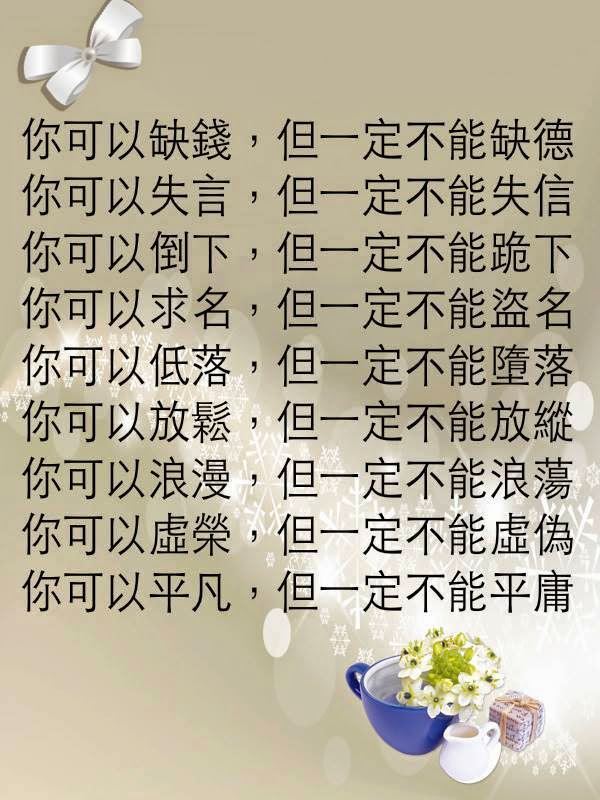 你可以缺錢，但一定不能缺德
你可以失言，但一定不能失信
你可以倒下，但一定不能跪下
你可以求名，但一定不能盜名
你可以低落，但一定不能墮落
你可以放鬆，但一定不能放縱
你可以浪漫，但一定不能浪蕩
你可以虛榮，但一定不能虛偽
你可以平凡，但一定不能平庸